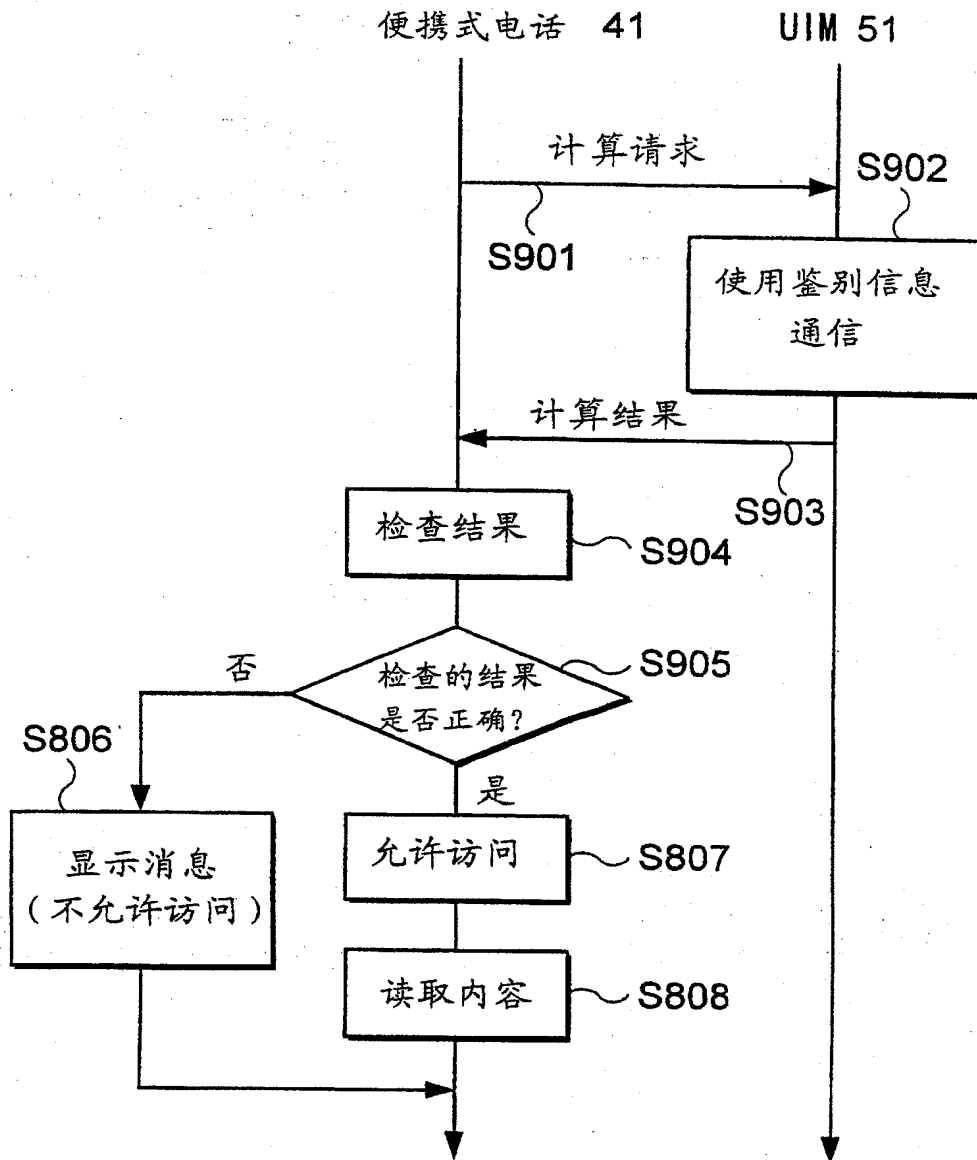 便携式电话 41
UIM 51
计算请求
S902
S901
使用鉴别信息
通信
计算结果
S903
检查结果
S904
否
检查的结果
是否正确?
S905
S806
是
显示消息
(不允许访问)
允许访问
S807
读取内容
S808